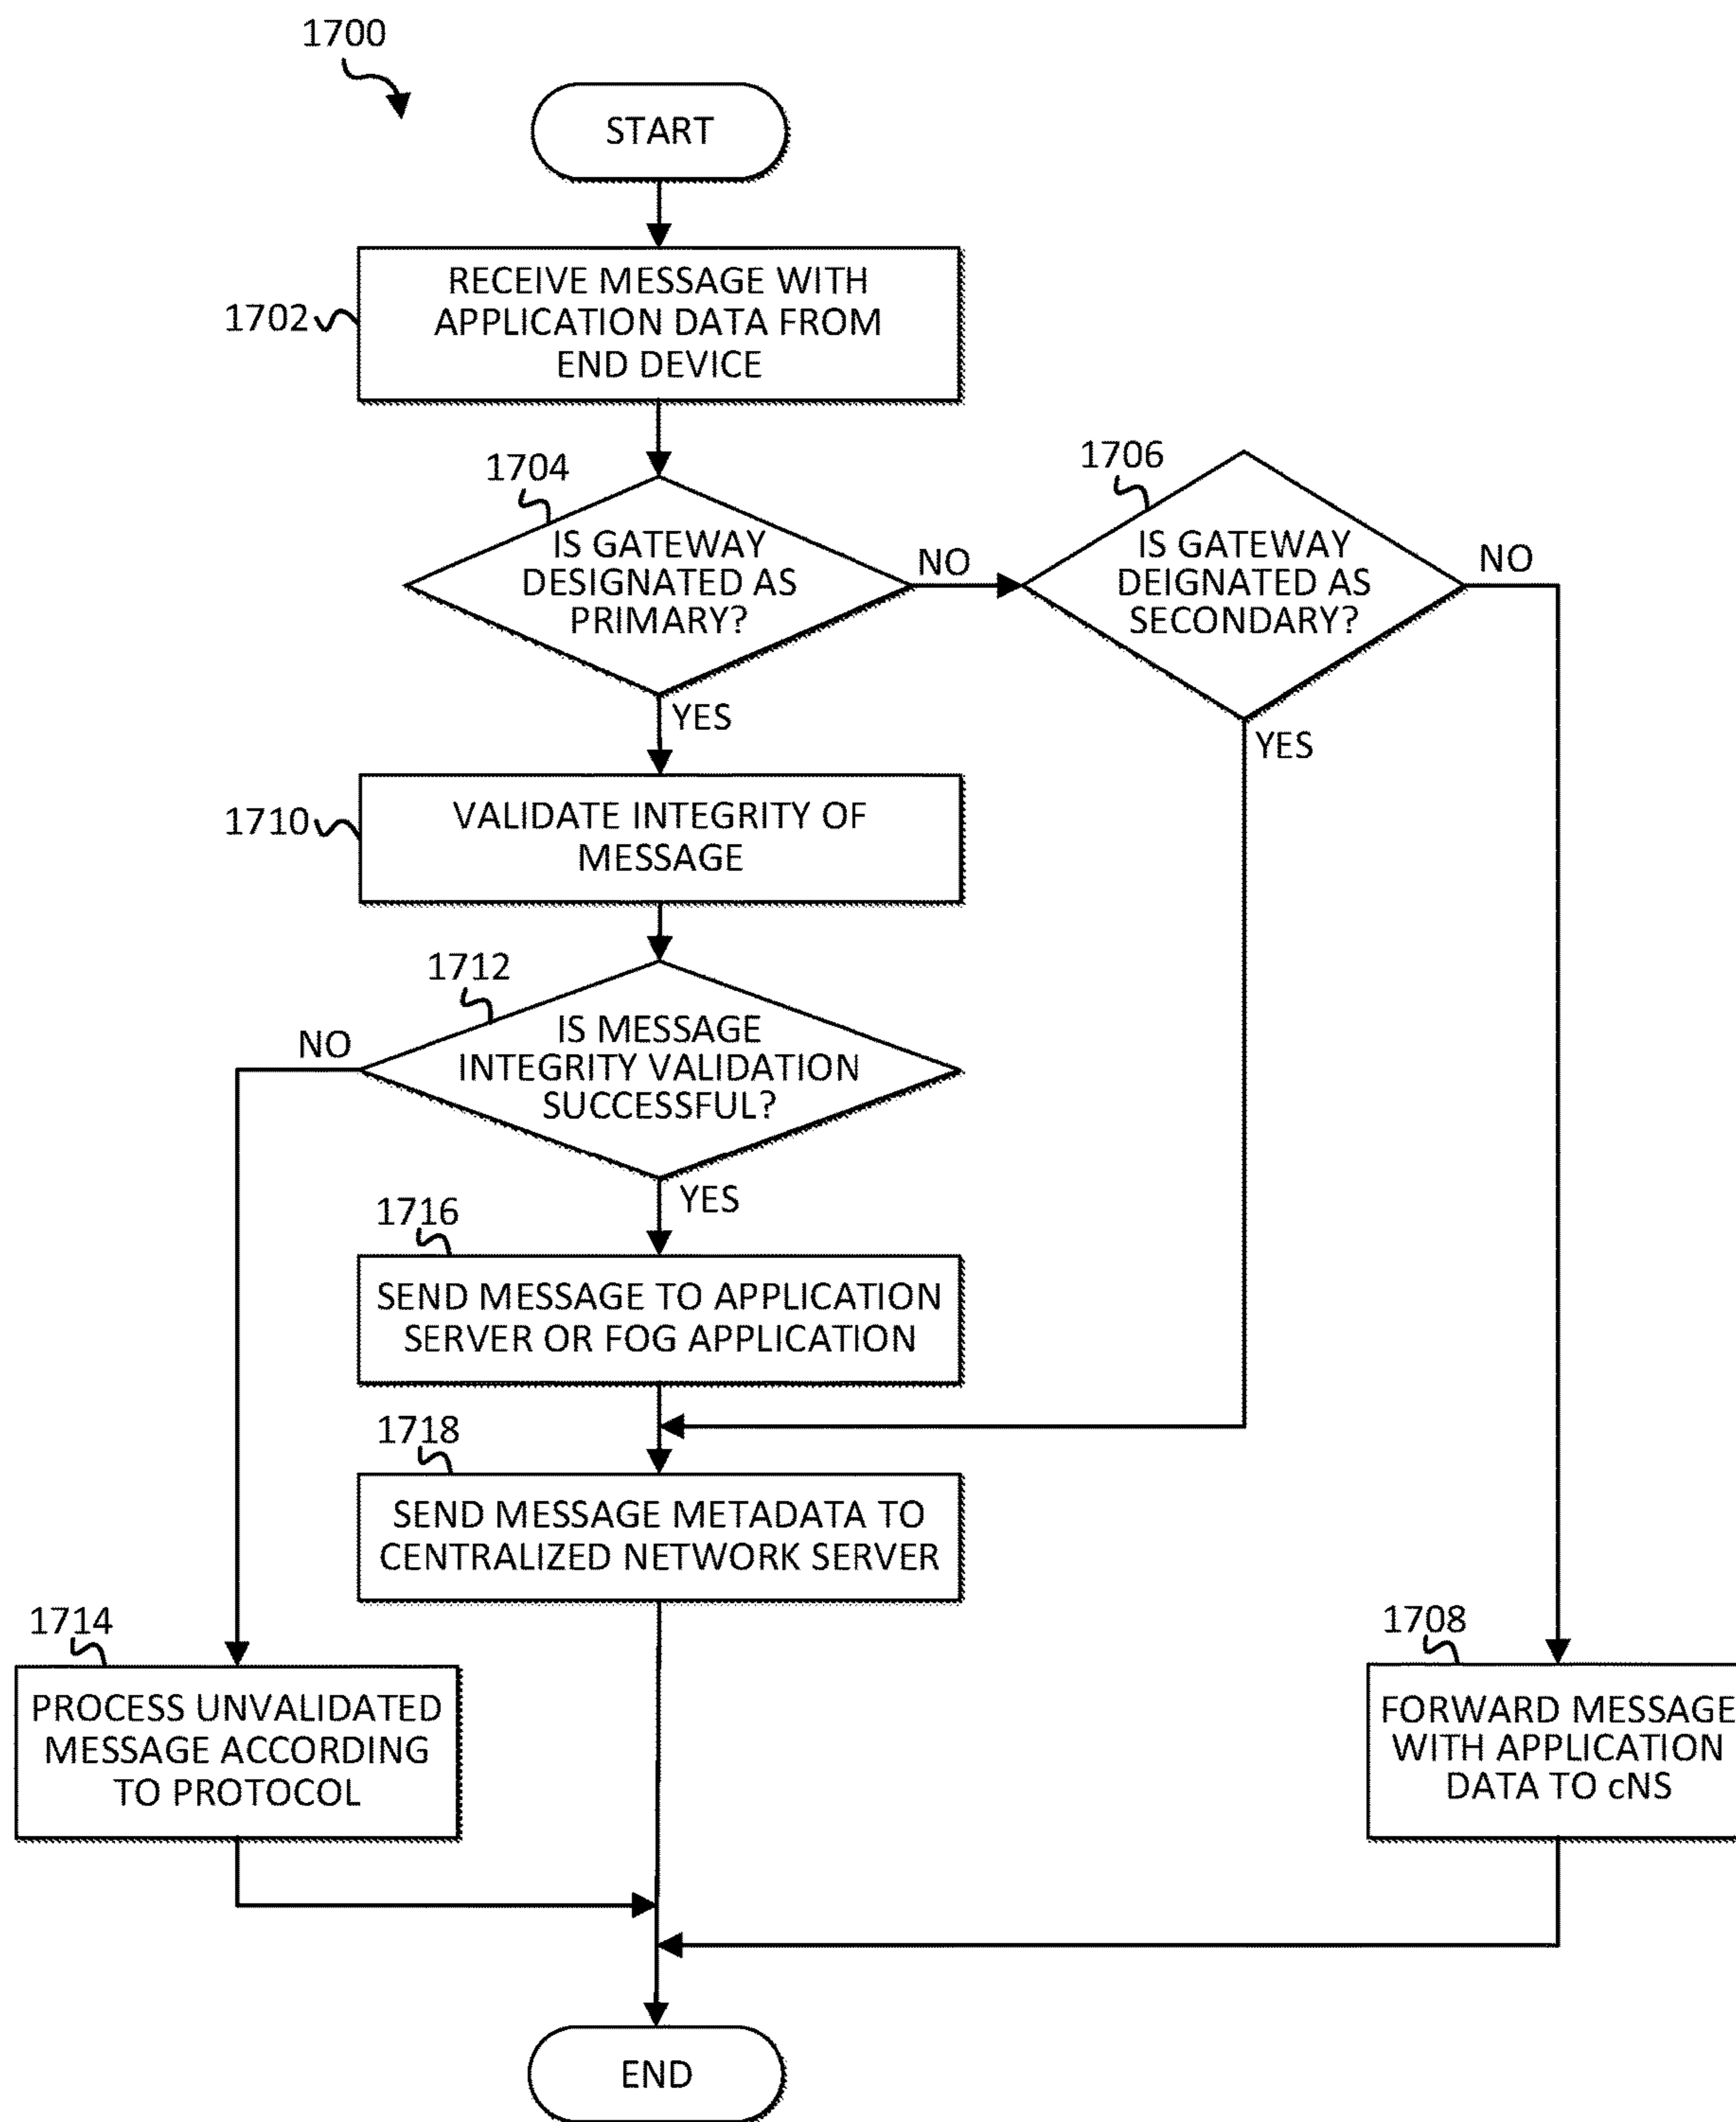 1700
START
1702
RECEIVE MESSAGE WITH
APPLICATION DATA FROM
END DEVICE
1704
IS GATEWAY
DESIGNATED AS
PRIMARY?
NO
YES
1706
IS GATEWAY
DEIGNATED AS
SECONDARY?
NO
YES
1710
VALIDATE INTEGRITY OF
MESSAGE
1712
IS MESSAGE
INTEGRITY VALIDATION
SUCCESSFUL?
NO
YES
1716
SEND MESSAGE TO APPLICATION
SERVER OR FOG APPLICATION
1718
SEND MESSAGE METADATA TO
CENTRALIZED NETWORK SERVER
1714
PROCESS UNVALIDATED
MESSAGE ACCORDING
TO PROTOCOL
1708
FORWARD MESSAGE
WITH APPLICATION
DATA TO cNS
END